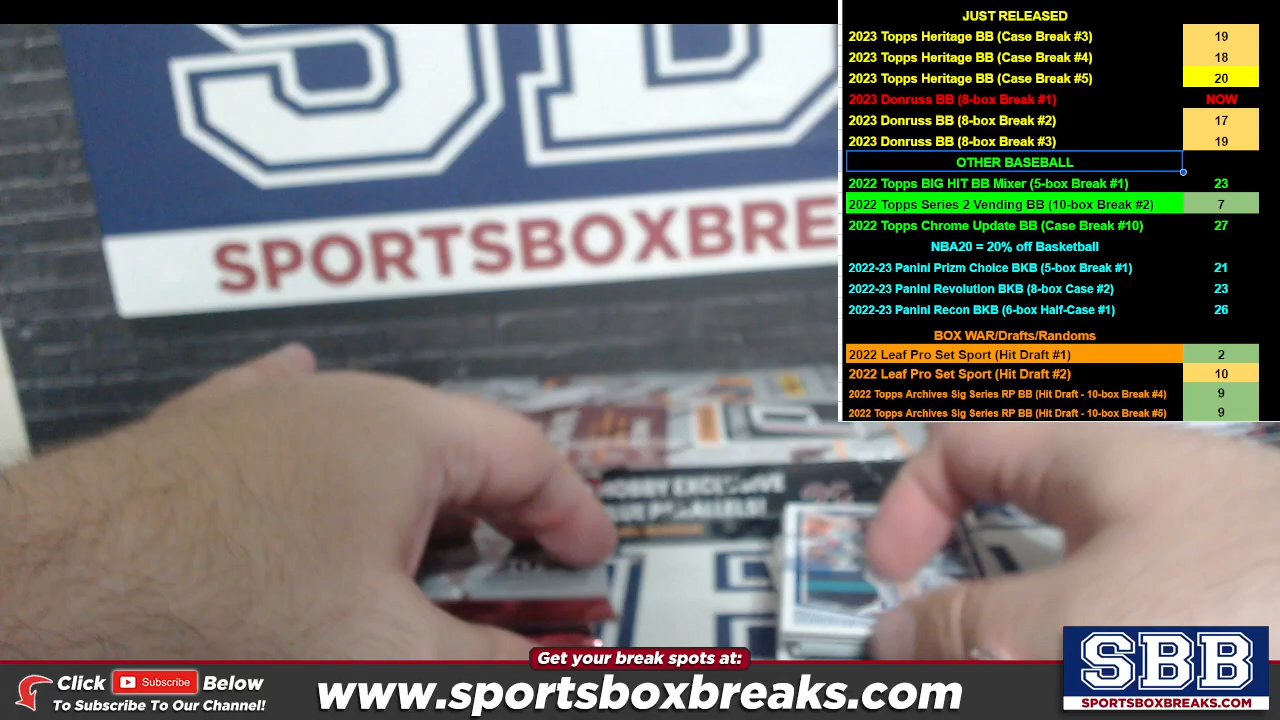 JUST RELEASED
2023 Topps Heritage BB (Case Break #3) 19
2023 Topps Heritage BB (Case Break #4) 18
2023 Topps Heritage BB (Case Break #5) 20
2023 Donruss BB (8-box Break #1) NOW
2023 Donruss BB (8-box Break #2) 17
2023 Donruss BB (8-box Break #3) 19
OTHER BASEBALL
2022 Topps BIG HIT BB Mixer (5-box Break #1) 23
2022 Topps Series 2 Vending BB (10-box Break #2) 7
2022 Topps Chrome Update BB (Case Break #10) 27
NBA20 = 20% off Basketball
2022-23 Panini Prizm Choice BKB (5-box Break #1) 21
2022-23 Panini Revolution BKB (8-box Case #2) 23
2022-23 Panini Recon BKB (6-box Half-Case #1) 26
BOX WAR/Drafts/Randoms
2022 Leaf Pro Set Sport (Hit Draft #1) 2
2022 Leaf Pro Set Sport (Hit Draft #2) 10
2022 Topps Archives Sig Series RP BB (Hit Draft - 10-box Break #4) 9
2022 Topps Archives Sig Series RP BB (Hit Draft - 10-box Break #5) 9
SB
SPORTSBOXBRE
HOBBY EXCLUSIVE
Get your break spots at:
Click Subscribe Below
To Subscribe To Our Channel!
www.sportsboxbreaks.com
SBB
SPORTSBOXBREAKS.COM